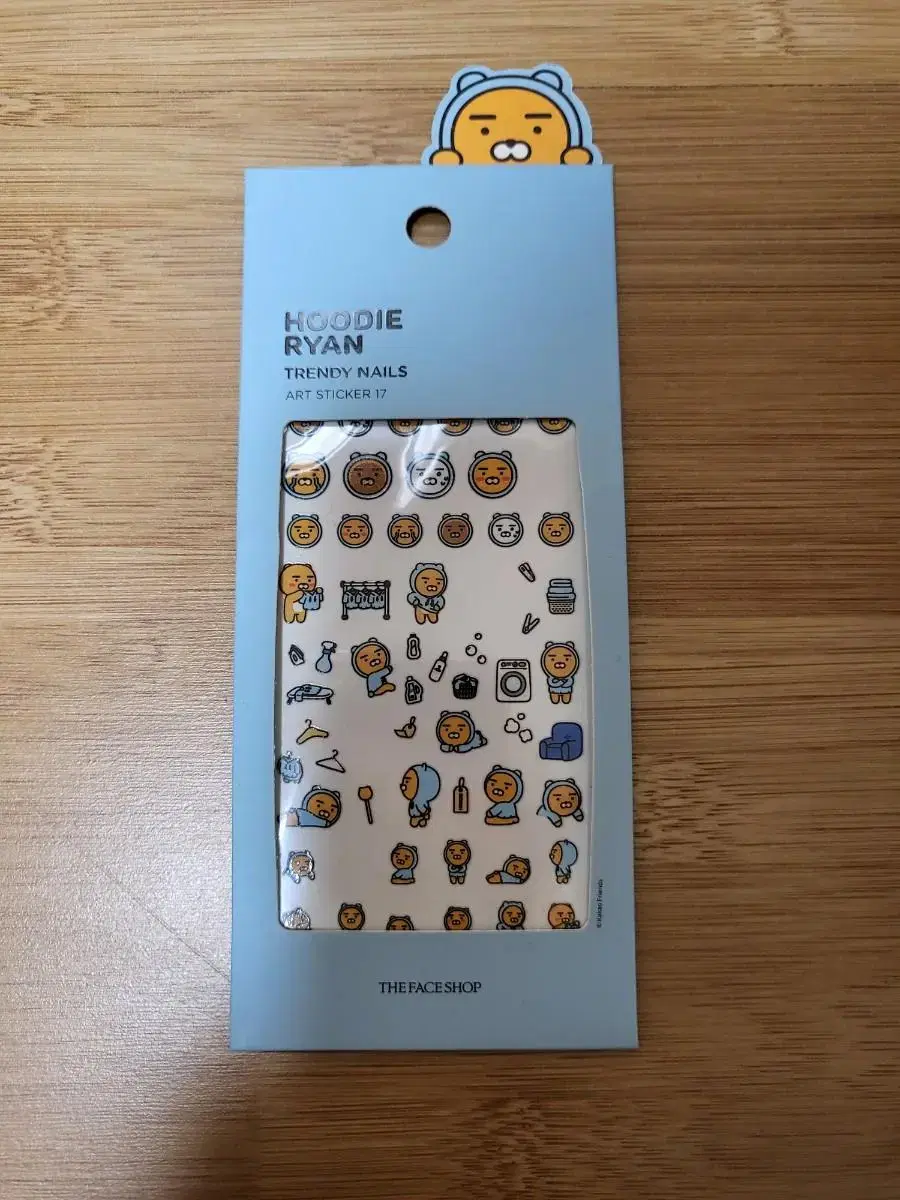 HOODIE
RYAN
TRENDY NAILS
ART STICKER 17
© Kakao Friends
THE FACE SHOP